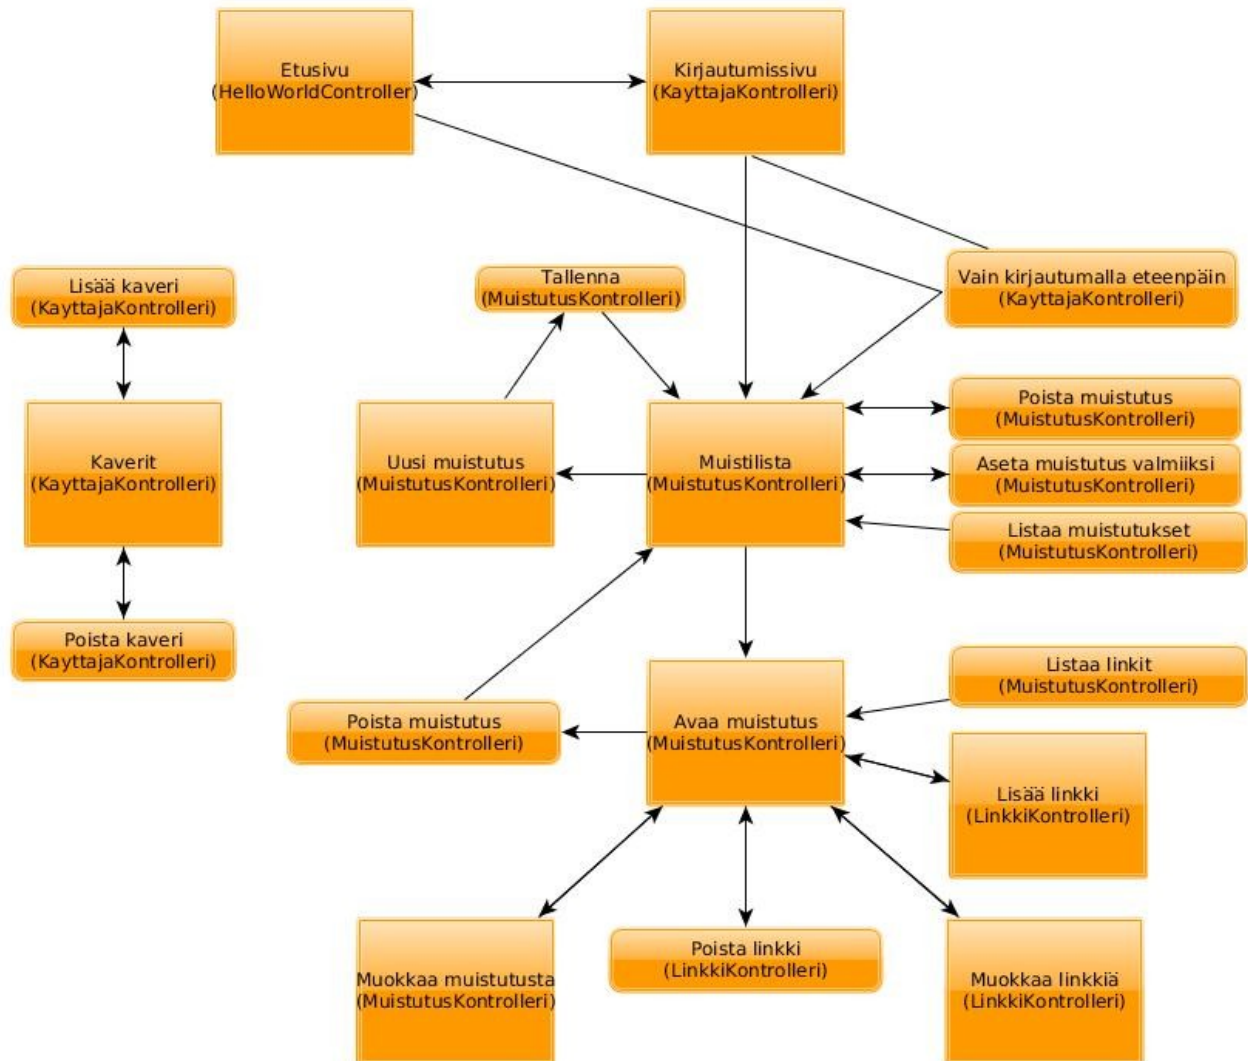 Etusivu
(HelloWorldController)
Kirjautumissivu
(KayttajaKontrolleri)
Lisää kaveri
(KayttajaKontrolleri)
Tallenna
(MuistutusKontrolleri)
Vain kirjautumalla eteenpäin
(KayttajaKontrolleri)
Kaverit
(KayttajaKontrolleri)
Uusi muistutus
(MuistutusKontrolleri)
Muistilista
(MuistutusKontrolleri)
Poista muistutus
(MuistutusKontrolleri)
Aseta muistutus valmiiksi
(MuistutusKontrolleri)
Listaa muistutukset
(MuistutusKontrolleri)
Poista kaveri
(KayttajaKontrolleri)
Poista muistutus
(MuistutusKontrolleri)
Avaa muistutus
(MuistutusKontrolleri)
Listaa linkit
(MuistutusKontrolleri)
Lisää linkki
(LinkkiKontrolleri)
Muokkaa muistutusta
(MuistutusKontrolleri)
Poista linkki
(LinkkiKontrolleri)
Muokkaa linkkiä
(LinkkiKontrolleri)